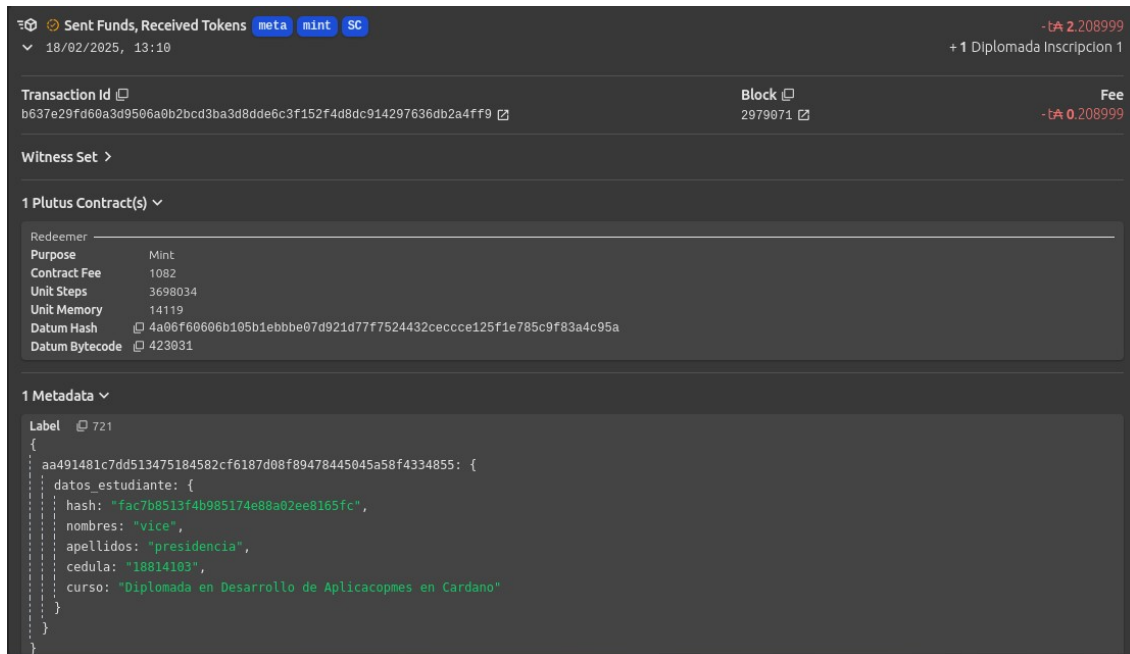 Sent Funds, Received Tokens meta mint SC -t₳ 2.208999
18/02/2025, 13:10 +1 Diplomada Inscripcion 1
Transaction Id Block Fee
b637e29fd60a3d9506a0b2bcd3ba3d8dde6c3f152f4d8dc914297636db2a4ff9 2979071 -t₳ 0.208999
Witness Set >
1 Plutus Contract(s)
Redeemer
Purpose Mint
Contract Fee 1082
Unit Steps 3698034
Unit Memory 14119
Datum Hash 4a06f60606b105b1ebbbe07d921d77f7524432ceccce125f1e785c9f83a4c95a
Datum Bytecode 423031
1 Metadata
Label 721
{
aa491481c7dd513475184582cf6187d08f89478445045a58f4334855: {
datos_estudiante: {
hash: "fac7b8513f4b985174e88a02ee8165fc",
nombres: "vice",
apellidos: "presidencia",
cedula: "18814103",
curso: "Diplomada en Desarrollo de Aplicacopmes en Cardano"
}
}
}